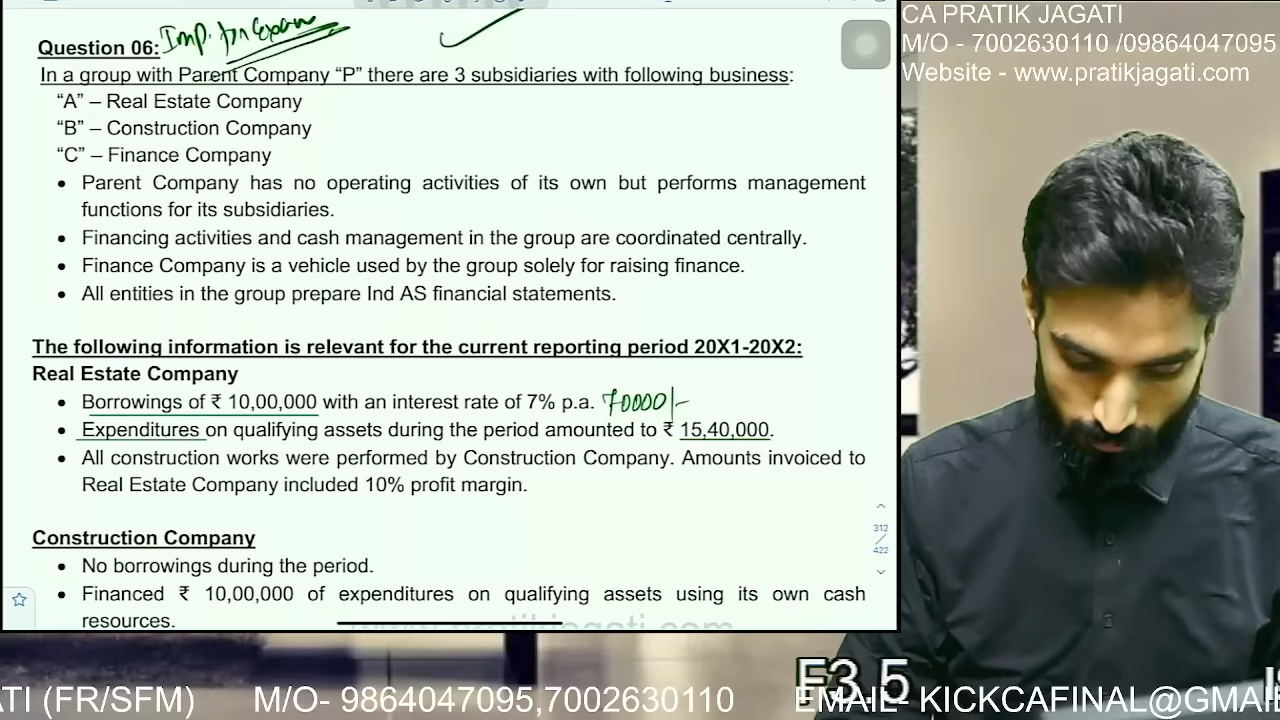 Question 06: Imp. for Exam
In a group with Parent Company “P” there are 3 subsidiaries with following business:
“A” – Real Estate Company
“B” – Construction Company
“C” – Finance Company
• Parent Company has no operating activities of its own but performs management
functions for its subsidiaries.
• Financing activities and cash management in the group are coordinated centrally.
• Finance Company is a vehicle used by the group solely for raising finance.
• All entities in the group prepare Ind AS financial statements.
The following information is relevant for the current reporting period 20X1-20X2:
Real Estate Company
• Borrowings of ₹ 10,00,000 with an interest rate of 7% p.a. 70000/-
• Expenditures on qualifying assets during the period amounted to ₹ 15,40,000.
• All construction works were performed by Construction Company. Amounts invoiced to
Real Estate Company included 10% profit margin.
312
422
Construction Company
• No borrowings during the period.
• Financed ₹ 10,00,000 of expenditures on qualifying assets using its own cash
resources.
www.pratikjagati.com
CA PRATIK JAGATI
M/O - 7002630110 /09864047095
Website - www.pratikjagati.com
F3.5
ATI (FR/SFM) M/O- 9864047095,7002630110 EMAIL- KICKCAFINAL@GMAI